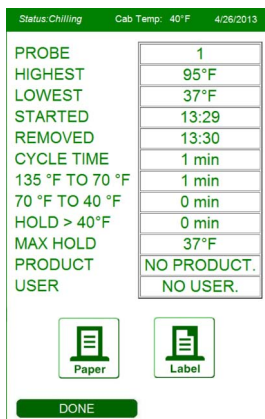 Status:Chilling Cab Temp: 40°F 4/26/2013
PROBE 1
HIGHEST 95°F
LOWEST 37°F
STARTED 13:29
REMOVED 13:30
CYCLE TIME 1 min
135 °F TO 70 °F 1 min
70 °F TO 40 °F 0 min
HOLD > 40°F 0 min
MAX HOLD 37°F
PRODUCT NO PRODUCT.
USER NO USER.
Paper Label
DONE